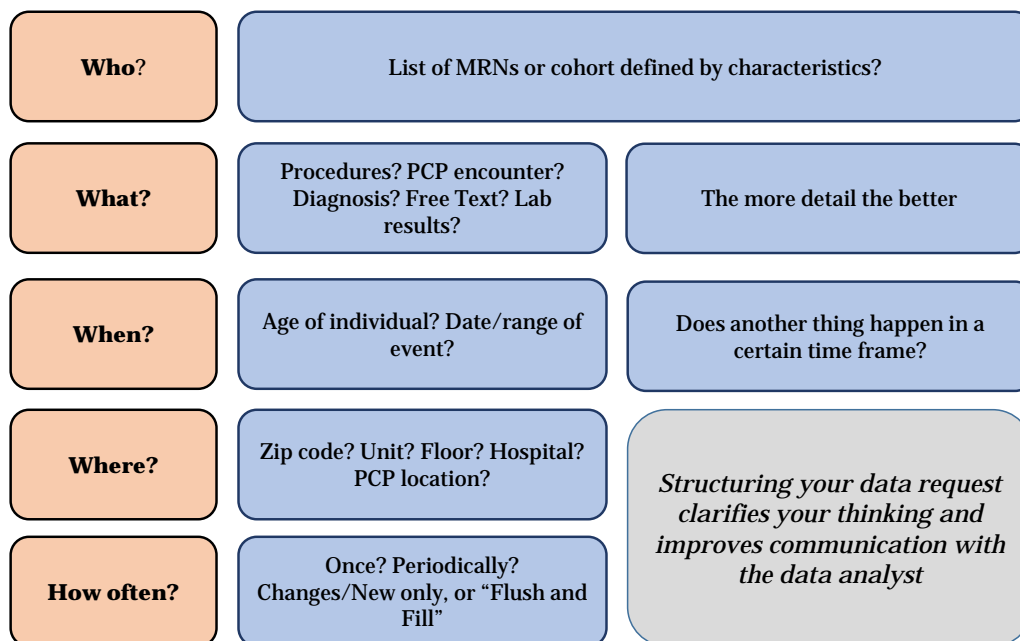 Who?
List of MRNs or cohort defined by characteristics?
What?
Procedures? PCP encounter?
Diagnosis? Free Text? Lab
results?
The more detail the better
When?
Age of individual? Date/range of
event?
Does another thing happen in a
certain time frame?
Where?
Zip code? Unit? Floor? Hospital?
PCP location?
Structuring your data request
clarifies your thinking and
improves communication with
the data analyst
How often?
Once? Periodically?
Changes/New only, or “Flush and
Fill”